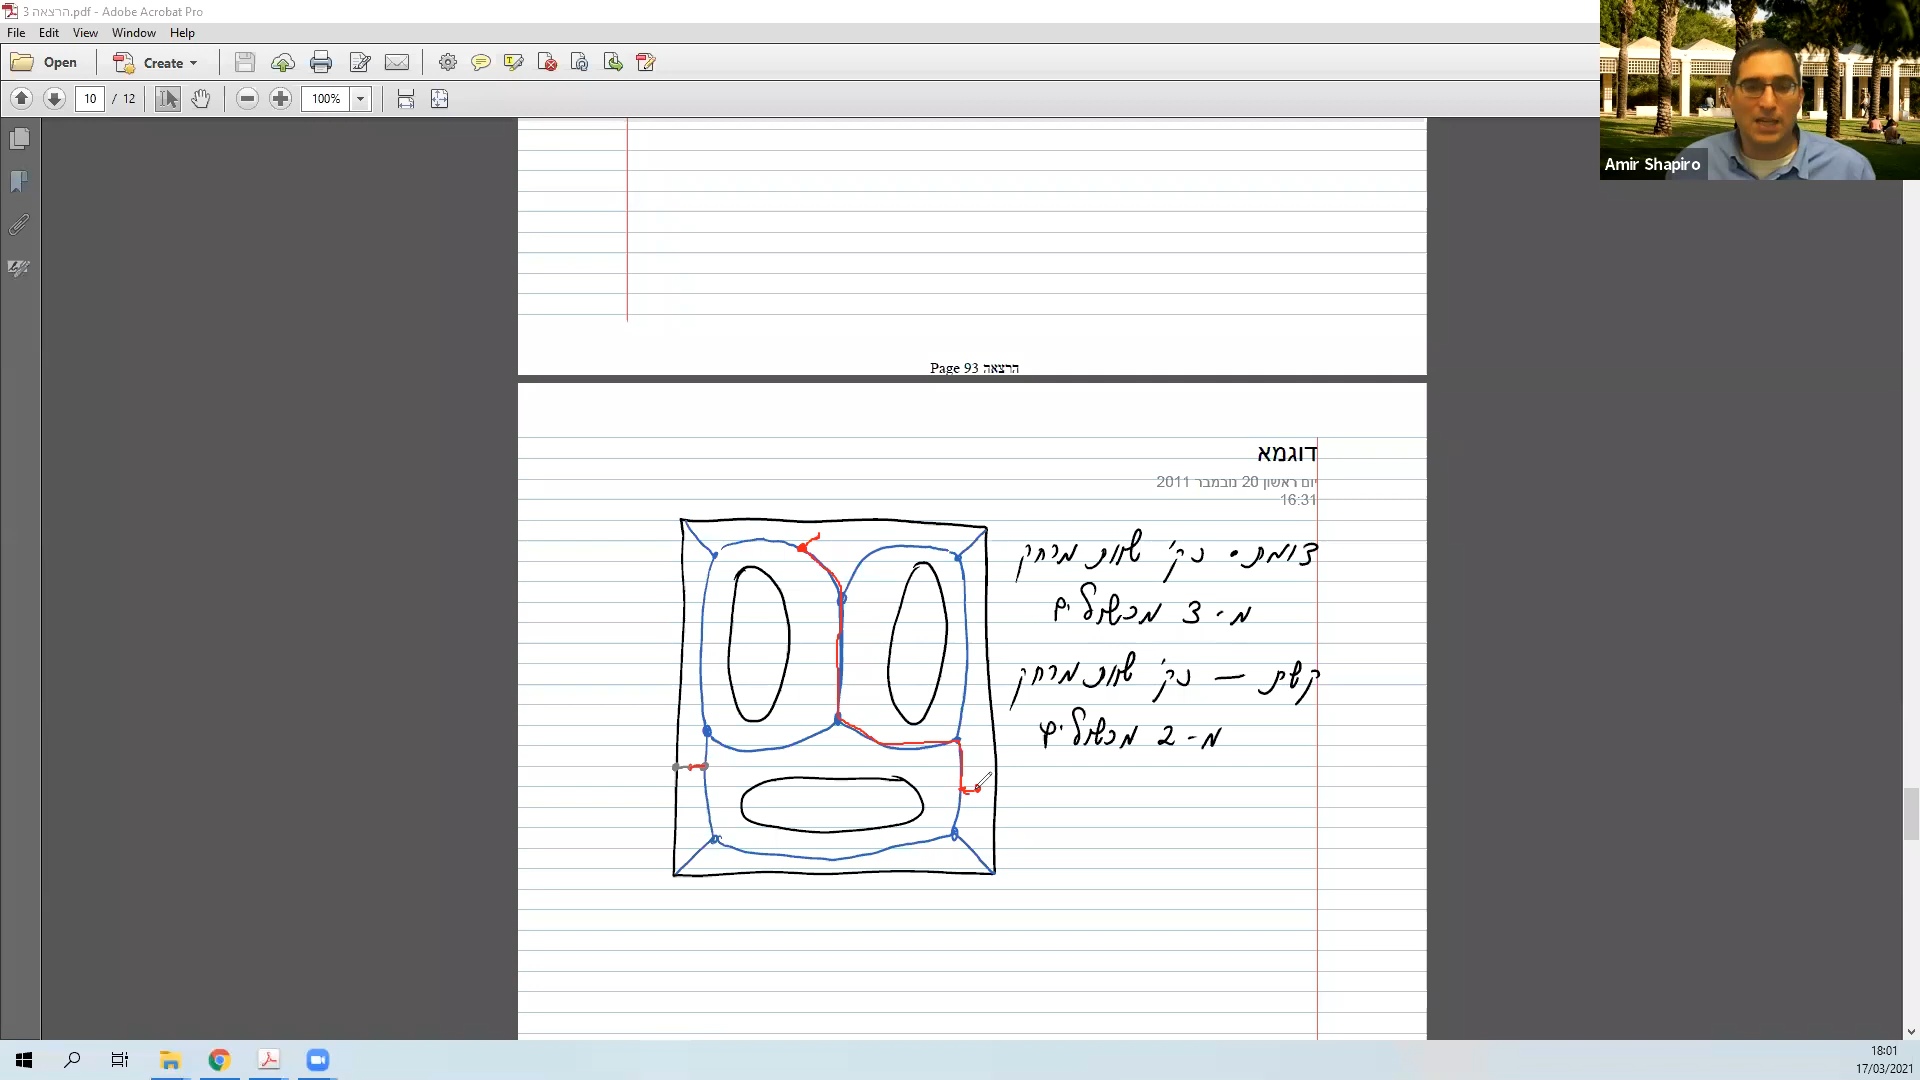 הרצאה 3.pdf - Adobe Acrobat Pro
File Edit View Window Help
Open Create
10 / 12 100%
Amir Shapiro
Page 93 הרצאה
דוגמא
יום ראשון 20 נובמבר 2011
16:31
צומת • נק' שוות מרחק
מ-3 מכשולים
קשת — נק' שוות מרחק
מ-2 מכשולים
18:01
17/03/2021